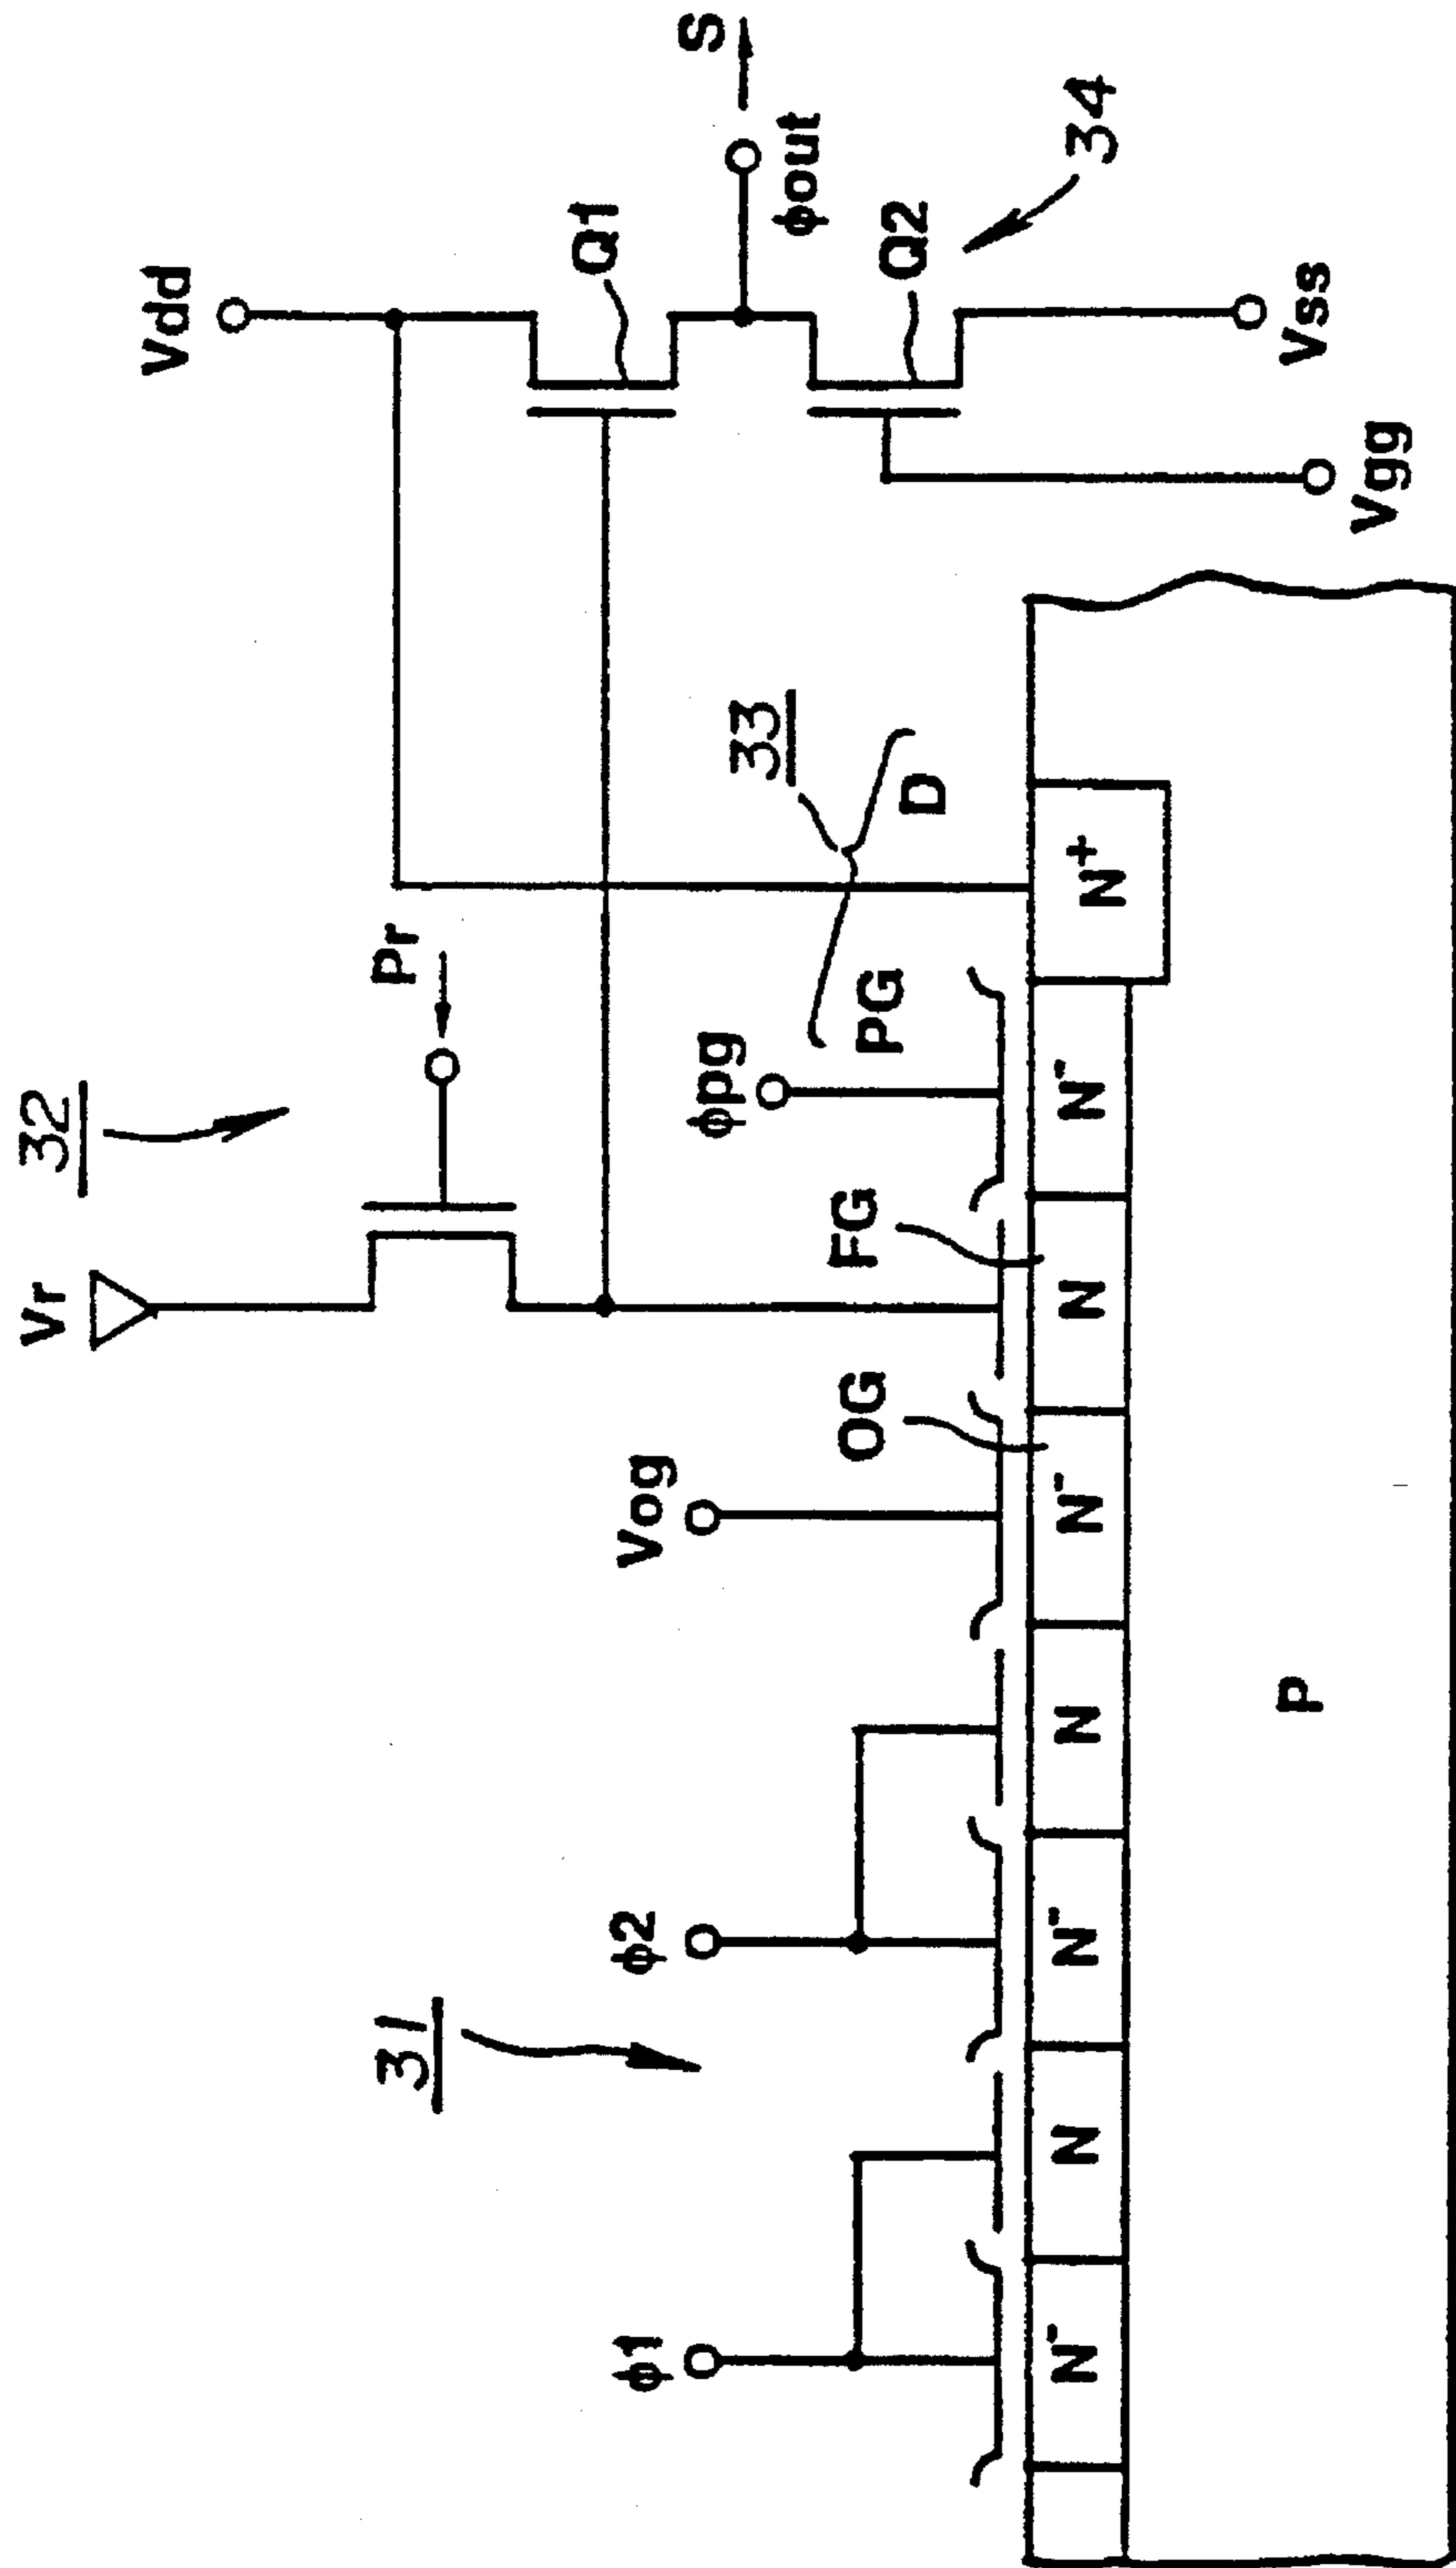 Vr
32
Vdd
Pr
Q1
S
31
ϕ1
ϕ2
Vog
ϕpg
33
ϕout
OG
FG
PG
D
Q2
34
N⁻
N
N⁻
N
N⁻
N
N⁻
N⁺
Vss
Vgg
P